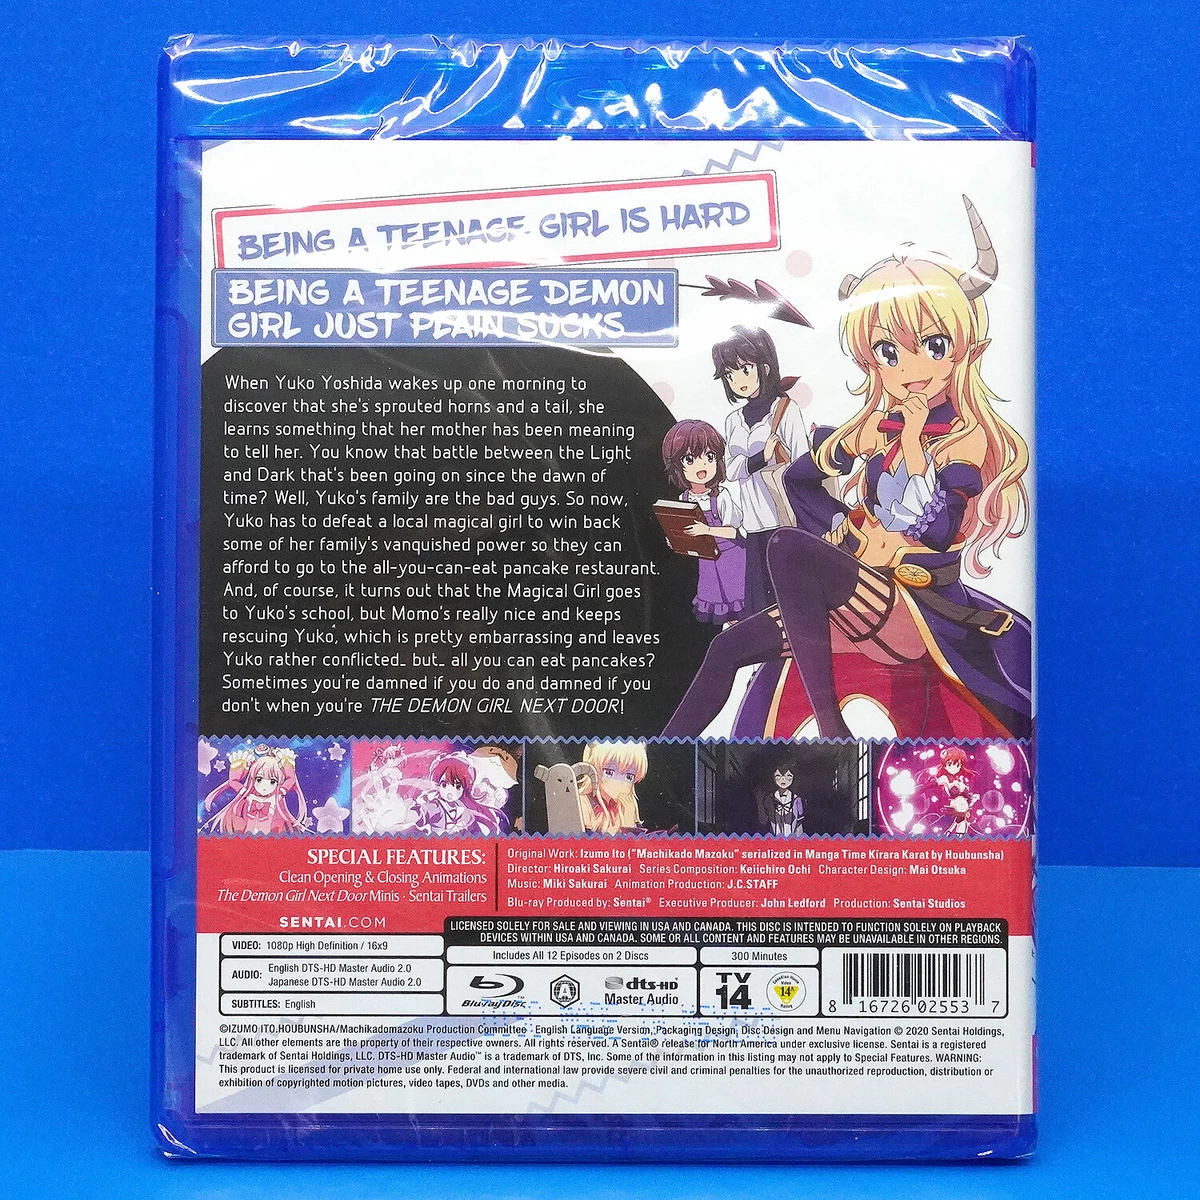 BEING A TEENAGE GIRL IS HARD
BEING A TEENAGE DEMON
GIRL JUST PLAIN SUCKS
When Yuko Yoshida wakes up one morning to
discover that she's sprouted horns and a tail, she
learns something that her mother has been meaning
to tell her. You know that battle between the Light
and Dark that's been going on since the dawn of
time? Well, Yuko's family are the bad guys. So now,
Yuko has to defeat a local magical girl to win back
some of her family's vanquished power so they can
afford to go to the all-you-can-eat pancake restaurant.
And, of course, it turns out that the Magical Girl goes
to Yuko's school, but Momo's really nice and keeps
rescuing Yuko, which is pretty embarrassing and leaves
Yuko rather conflicted... but... all you can eat pancakes?
Sometimes you're damned if you do and damned if you
don't when you're THE DEMON GIRL NEXT DOOR!
SPECIAL FEATURES:
Clean Opening & Closing Animations
The Demon Girl Next Door Minis · Sentai Trailers
SENTAI.COM
Original Work: Izumo Ito ("Machikado Mazoku" serialized in Manga Time Kirara Karat by Houbunsha)
Director: Hiroaki Sakurai Series Composition: Keiichiro Ochi Character Design: Mai Otsuka
Music: Miki Sakurai Animation Production: J.C.STAFF
Blu-ray Produced by: Sentai® Executive Producer: John Ledford Production: Sentai Studios
LICENSED SOLELY FOR SALE AND VIEWING IN USA AND CANADA. THIS DISC IS INTENDED TO FUNCTION SOLELY ON PLAYBACK
DEVICES WITHIN USA AND CANADA. SOME OR ALL CONTENT AND FEATURES MAY BE UNAVAILABLE IN OTHER REGIONS.
VIDEO: 1080p High Definition / 16x9
AUDIO: English DTS-HD Master Audio 2.0
Japanese DTS-HD Master Audio 2.0
SUBTITLES: English
Includes All 12 Episodes on 2 Discs
300 Minutes
Blu-ray Disc
A
dts-HD
Master Audio
TV
14
Canadian Home
Video
14A
Rating
8 16726 02553 7
©IZUMO ITO.HOUBUNSHA/Machikadomazoku Production Committee English Language Version, Packaging Design, Disc Design and Menu Navigation © 2020 Sentai Holdings,
LLC. All other elements are the property of their respective owners. All rights reserved. A Sentai® release for North America under exclusive license. Sentai is a registered
trademark of Sentai Holdings, LLC. DTS-HD Master Audio™ is a trademark of DTS, Inc. Some of the information in this listing may not apply to Special Features. WARNING:
This product is licensed for private home use only. Federal and international law provide severe civil and criminal penalties for the unauthorized reproduction, distribution or
exhibition of copyrighted motion pictures, video tapes, DVDs and other media.